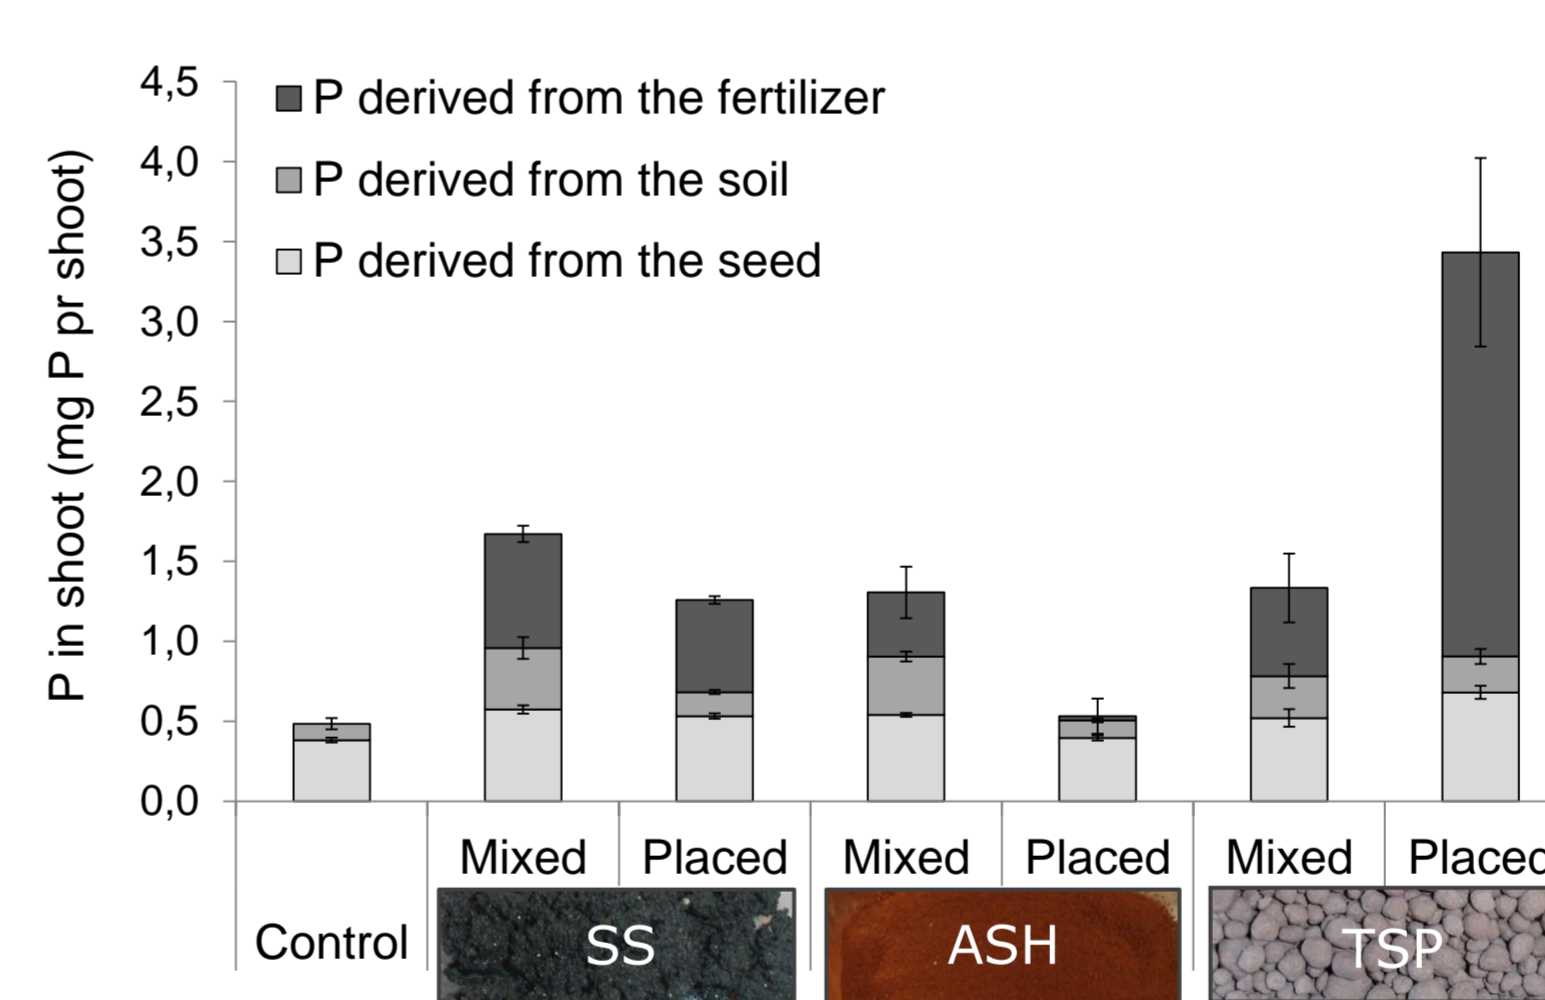 4,5
P derived from the fertilizer
4,0
P derived from the soil
3,5
P derived from the seed
3,0
2,5
2,0
1,5
1,0
0,5
0,0
P in shoot (mg P pr shoot)
Mixed Placed Mixed Placed Mixed Placed
Control SS ASH TSP